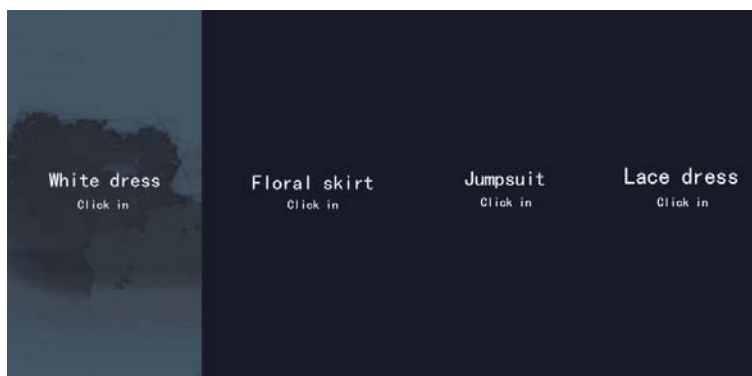 White dress
Click in
Floral skirt
Click in
Jumpsuit
Click in
Lace dress
Click in